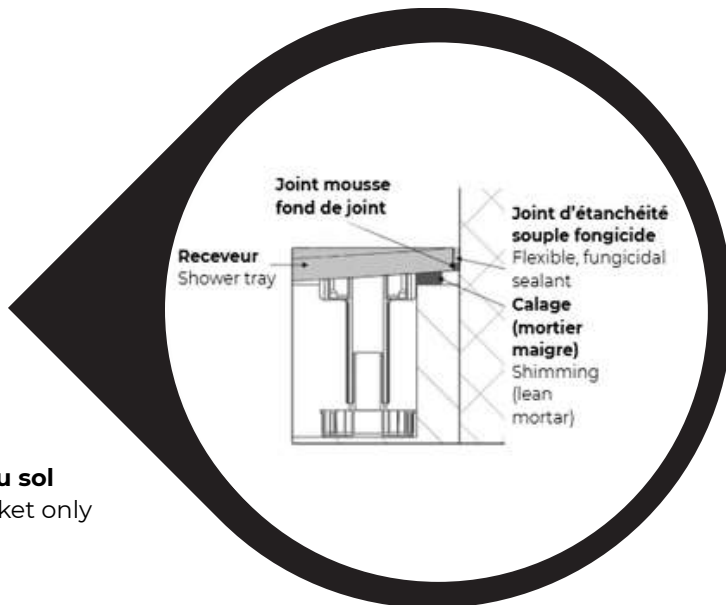 Joint mousse
fond de joint
Receveur
Shower tray
Joint d'étanchéité
souple fongicide
Flexible, fungicidal
sealant
Calage
(mortier
maigre)
Shimming
(lean
mortar)
u sol
ket only